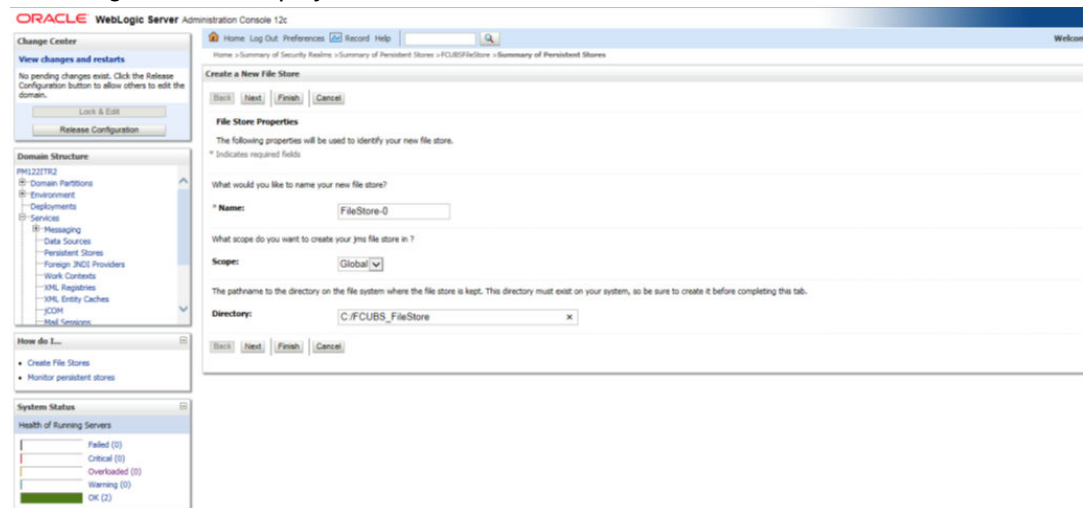 ORACLE WebLogic Server Administration Console 12c
Change Center
View changes and restarts
No pending changes exist. Click the Release
Configuration button to allow others to edit the
domain.
Lock & Edit
Release Configuration
Domain Structure
PM122ITR2
Domain Partitions
Environment
Deployments
Services
Messaging
Data Sources
Persistent Stores
Foreign JNDI Providers
Work Contexts
XML Registries
XML Entity Caches
jCOM
Mail Sessions
How do I...
Create File Stores
Monitor persistent stores
System Status
Health of Running Servers
Failed (0)
Critical (0)
Overloaded (0)
Warning (0)
OK (2)
Home Log Out Preferences Record Help
Welcom
Home >Summary of Security Realms >Summary of Persistent Stores >FCUBSFileStore >Summary of Persistent Stores
Create a New File Store
Back Next Finish Cancel
File Store Properties
The following properties will be used to identify your new file store.
* Indicates required fields
What would you like to name your new file store?
* Name: FileStore-0
What scope do you want to create your jms file store in ?
Scope: Global
The pathname to the directory on the file system where the file store is kept. This directory must exist on your system, so be sure to create it before completing this tab.
Directory: C:/FCUBS_FileStore ×
Back Next Finish Cancel